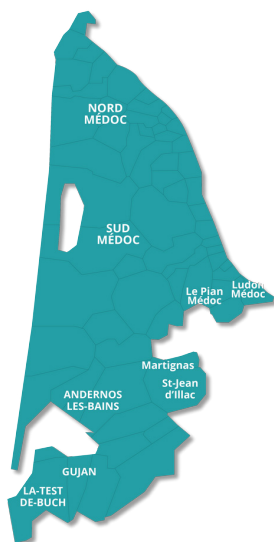 NORD
MÉDOC
SUD
MÉDOC
Le Pian
Médoc
Ludon
Médoc
Martignas
St-Jean
d'Illac
ANDERNOS
LES-BAINS
GUJAN
LA-TEST
DE-BUCH